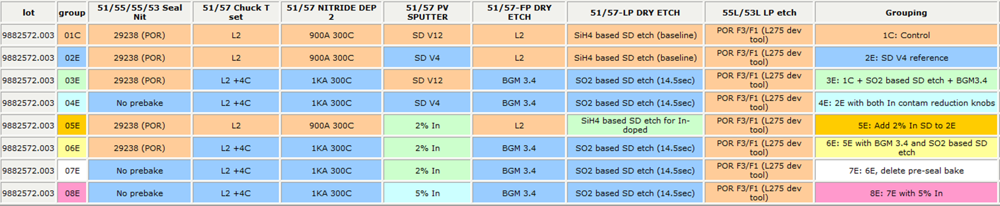 lot group 51/55/55/53 Seal Nit 51/57 Chuck T set 51/57 NITRIDE DEP 2 51/57 PV SPUTTER 51/57-FP DRY ETCH 51/57-LP DRY ETCH 55L/53L LP etch Grouping
9882572.003 01C 29238 (POR) L2 900A 300C SD V12 L2 SiH4 based SD etch (baseline) POR F3/F1 (L275 dev tool) 1C: Control
9882572.003 02E 29238 (POR) L2 900A 300C SD V4 L2 SiH4 based SD etch (baseline) POR F3/F1 (L275 dev tool) 2E: SD V4 reference
9882572.003 03E 29238 (POR) L2 +4C 1KA 300C SD V12 BGM 3.4 SO2 based SD etch (14.5sec) POR F3/F1 (L275 dev tool) 3E: 1C + SO2 based SD etch + BGM3.4
9882572.003 04E No prebake L2 +4C 1KA 300C SD V4 BGM 3.4 SO2 based SD etch (14.5sec) POR F3/F1 (L275 dev tool) 4E: 2E with both In contam reduction knobs
9882572.003 05E 29238 (POR) L2 900A 300C 2% In L2 SiH4 based SD etch for In-doped POR F3/F1 (L275 dev tool) 5E: Add 2% In SD to 2E
9882572.003 06E 29238 (POR) L2 +4C 1KA 300C 2% In BGM 3.4 SO2 based SD etch (14.5sec) POR F3/F1 (L275 dev tool) 6E: 5E with BGM 3.4 and SO2 based SD etch
9882572.003 07E No prebake L2 +4C 1KA 300C 2% In BGM 3.4 SO2 based SD etch (14.5sec) POR F3/F1 (L275 dev tool) 7E: 6E, delete pre-seal bake
9882572.003 08E No prebake L2 +4C 1KA 300C 5% In BGM 3.4 SO2 based SD etch (14.5sec) POR F3/F1 (L275 dev tool) 8E: 7E with 5% In